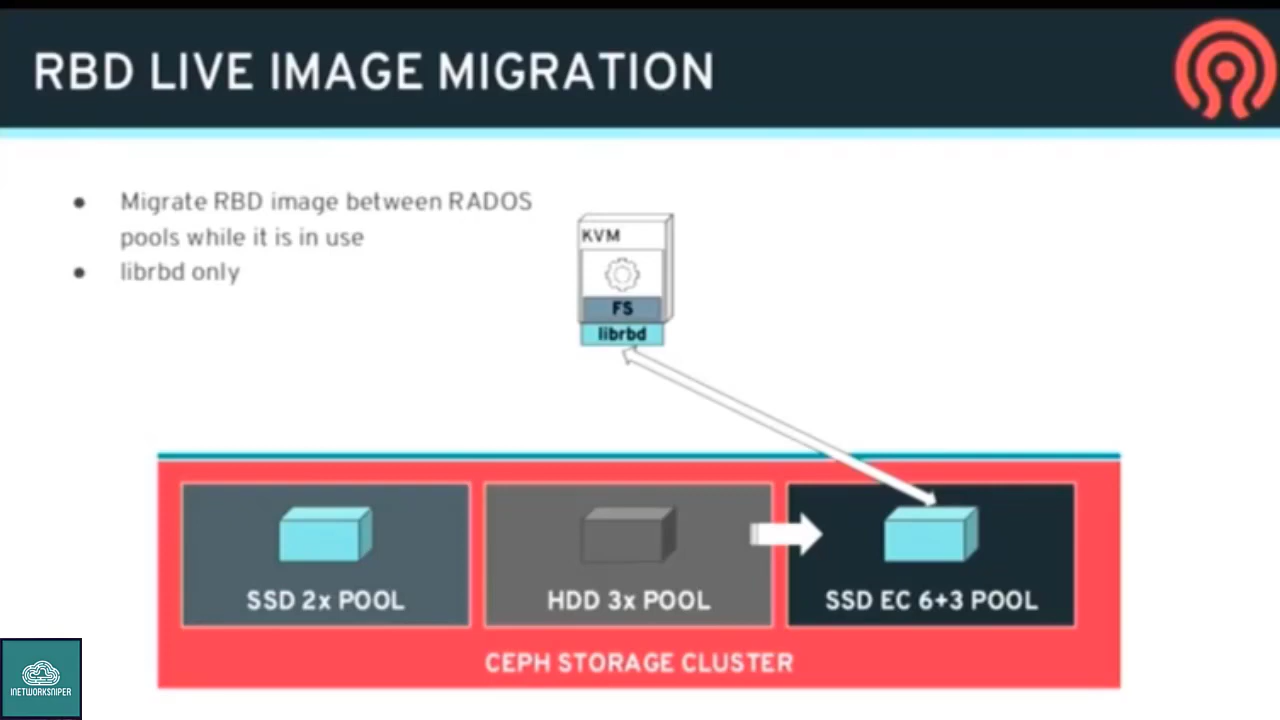 RBD LIVE IMAGE MIGRATION
● Migrate RBD image between RADOS
pools while it is in use
● librbd only
KVM
FS
librbd
SSD 2x POOL
HDD 3x POOL
SSD EC 6+3 POOL
CEPH STORAGE CLUSTER
INETWORKSNIPER